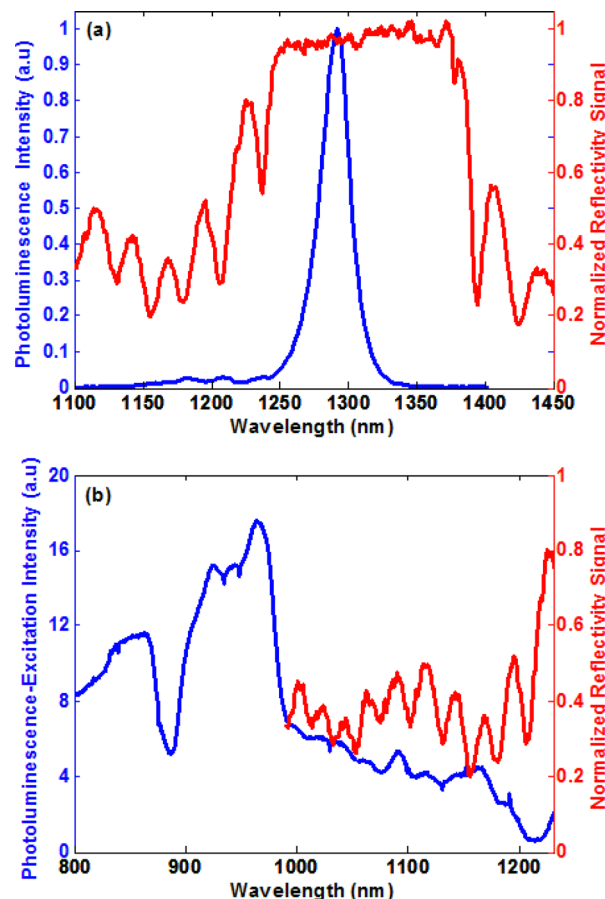 (a)
Photoluminescence Intensity (a.u)
1
0.9
0.8
0.7
0.6
0.5
0.4
0.3
0.2
0.1
0
1
0.8
0.6
0.4
0.2
0
Normalized Reflectivity Signal
1100 1150 1200 1250 1300 1350 1400 1450
Wavelength (nm)
(b)
Photoluminescence-Excitation Intensity (a.u)
20
16
12
8
4
0
1
0.8
0.6
0.4
0.2
0
Normalized Reflectivity Signal
800 900 1000 1100 1200
Wavelength (nm)